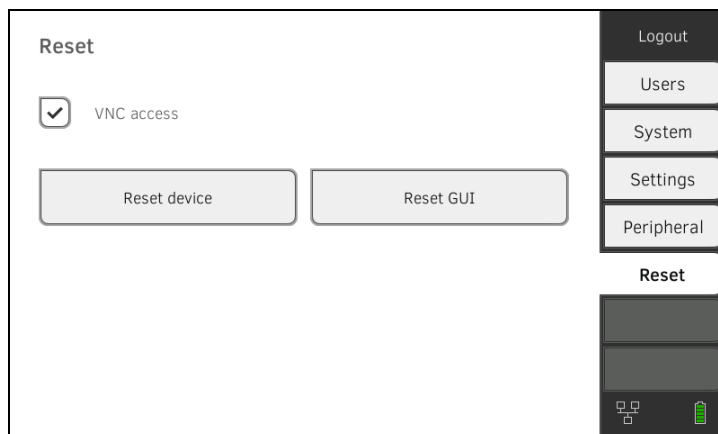 Reset
VNC access
Reset device
Reset GUI
Logout
Users
System
Settings
Peripheral
Reset